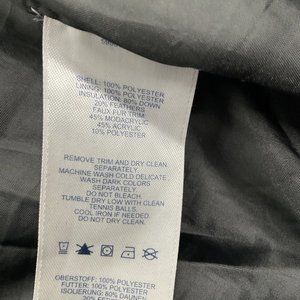 SHELL: 100% POLYESTER
LINING: 100% POLYESTER
INSULATION: 80% DOWN
20% FEATHERS
FAUX FUR TRIM:
45% MODACRYLIC
45% ACRYLIC
10% POLYESTER
REMOVE TRIM AND DRY CLEAN
SEPARATELY.
MACHINE WASH COLD DELICATE
WASH DARK COLORS
SEPARATELY.
DO NOT BLEACH.
TUMBLE DRY LOW WITH CLEAN
TENNIS BALLS.
COOL IRON IF NEEDED.
DO NOT DRY CLEAN.
OBERSTOFF: 100% POLYESTER
FUTTER: 100% POLYESTER
ISOLIERUNG: 80% DAUNEN